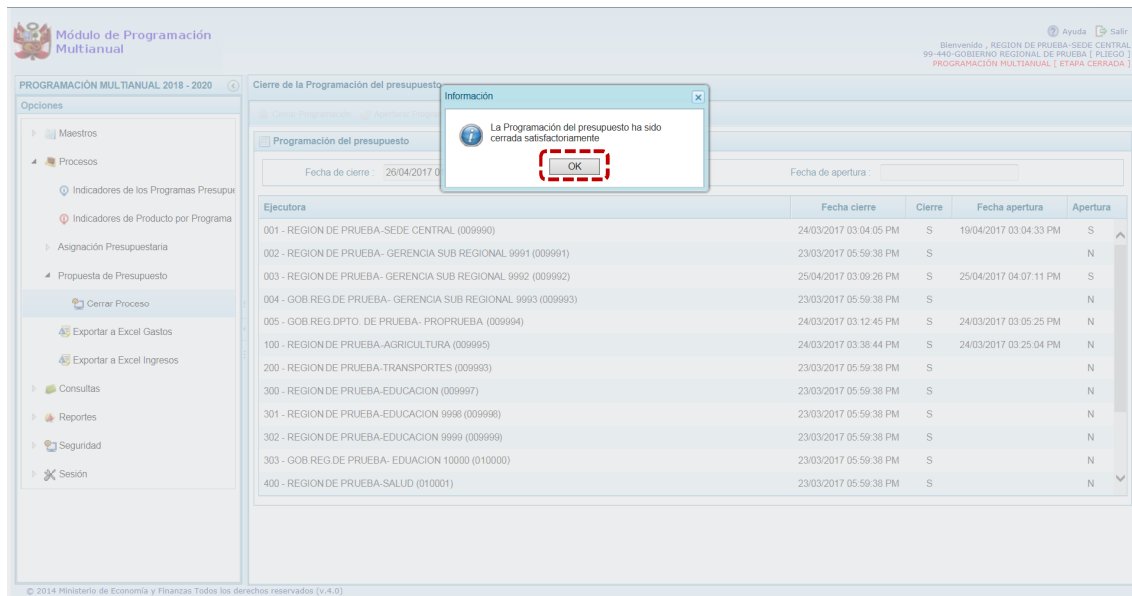 Módulo de Programación
Multianual
Ayuda Salir
Bienvenido , REGION DE PRUEBA-SEDE CENTRAL
99-440-GOBIERNO REGIONAL DE PRUEBA [ PLIEGO ]
PROGRAMACIÓN MULTIANUAL [ ETAPA CERRADA ]
PROGRAMACIÓN MULTIANUAL 2018 - 2020
Opciones
Maestros
Procesos
Indicadores de los Programas Presupue
Indicadores de Producto por Programa
Asignación Presupuestaria
Propuesta de Presupuesto
Cerrar Proceso
Exportar a Excel Gastos
Exportar a Excel Ingresos
Consultas
Reportes
Seguridad
Sesión
Cierre de la Programación del presupuesto
Información
La Programación del presupuesto ha sido
cerrada satisfactoriamente
OK
Programación del presupuesto
Fecha de cierre : 26/04/2017 0 Fecha de apertura :
Ejecutora Fecha cierre Cierre Fecha apertura Apertura
001 - REGION DE PRUEBA-SEDE CENTRAL (009990) 24/03/2017 03:04:05 PM S 19/04/2017 03:04:33 PM S
002 - REGION DE PRUEBA- GERENCIA SUB REGIONAL 9991 (009991) 23/03/2017 05:59:38 PM S N
003 - REGION DE PRUEBA- GERENCIA SUB REGIONAL 9992 (009992) 25/04/2017 03:09:26 PM S 25/04/2017 04:07:11 PM S
004 - GOB.REG.DE PRUEBA- GERENCIA SUB REGIONAL 9993 (009993) 23/03/2017 05:59:38 PM S N
005 - GOB.REG.DPTO. DE PRUEBA- PROPRUEBA (009994) 24/03/2017 03:12:45 PM S 24/03/2017 03:05:25 PM N
100 - REGION DE PRUEBA-AGRICULTURA (009995) 24/03/2017 03:38:44 PM S 24/03/2017 03:25:04 PM N
200 - REGION DE PRUEBA-TRANSPORTES (009993) 23/03/2017 05:59:38 PM S N
300 - REGION DE PRUEBA-EDUCACION (009997) 23/03/2017 05:59:38 PM S N
301 - REGION DE PRUEBA-EDUCACION 9998 (009998) 23/03/2017 05:59:38 PM S N
302 - REGION DE PRUEBA-EDUCACION 9999 (009999) 23/03/2017 05:59:38 PM S N
303 - GOB.REG.DE PRUEBA- EDUACION 10000 (010000) 23/03/2017 05:59:38 PM S N
400 - REGION DE PRUEBA-SALUD (010001) 23/03/2017 05:59:38 PM S N
© 2014 Ministerio de Economía y Finanzas Todos los derechos reservados (v.4.0)